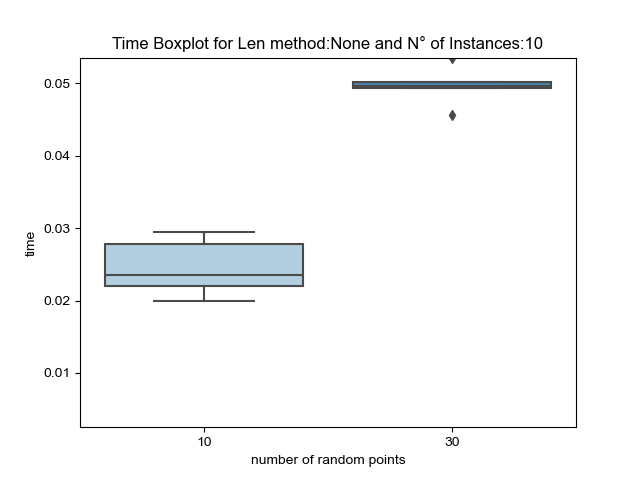 Time Boxplot for Len method:None and N° of Instances:10
0.05
0.04
0.03
0.02
0.01
time
10
30
number of random points